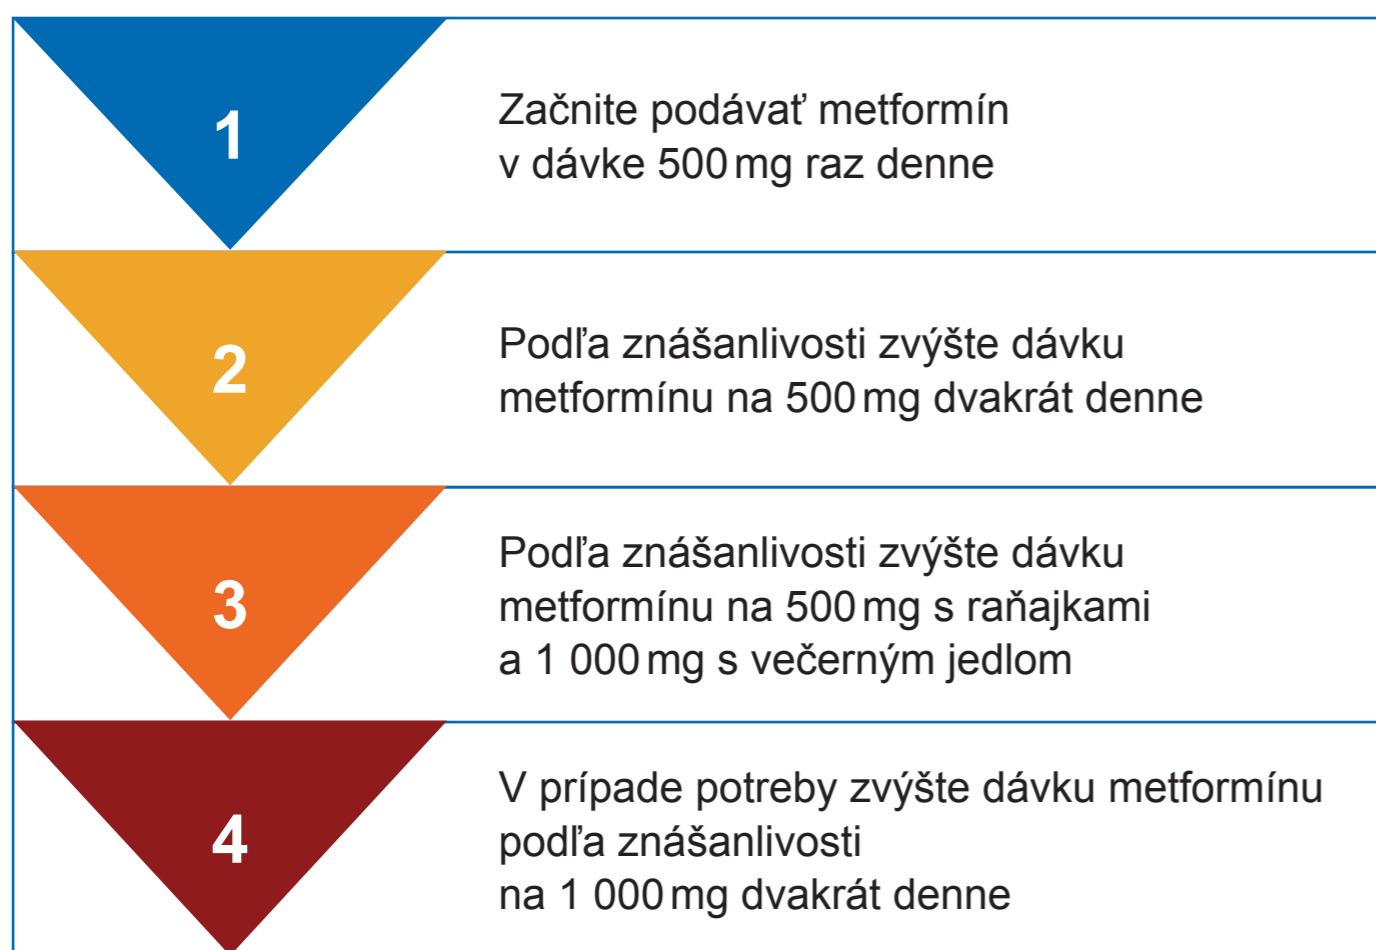 1
Začnite podávať metformín
v dávke 500 mg raz denne
2
Podľa znášanlivosti zvýšte dávku
metformínu na 500 mg dvakrát denne
3
Podľa znášanlivosti zvýšte dávku
metformínu na 500 mg s raňajkami
a 1 000 mg s večerným jedlom
4
V prípade potreby zvýšte dávku metformínu
podľa znášanlivosti
na 1 000 mg dvakrát denne